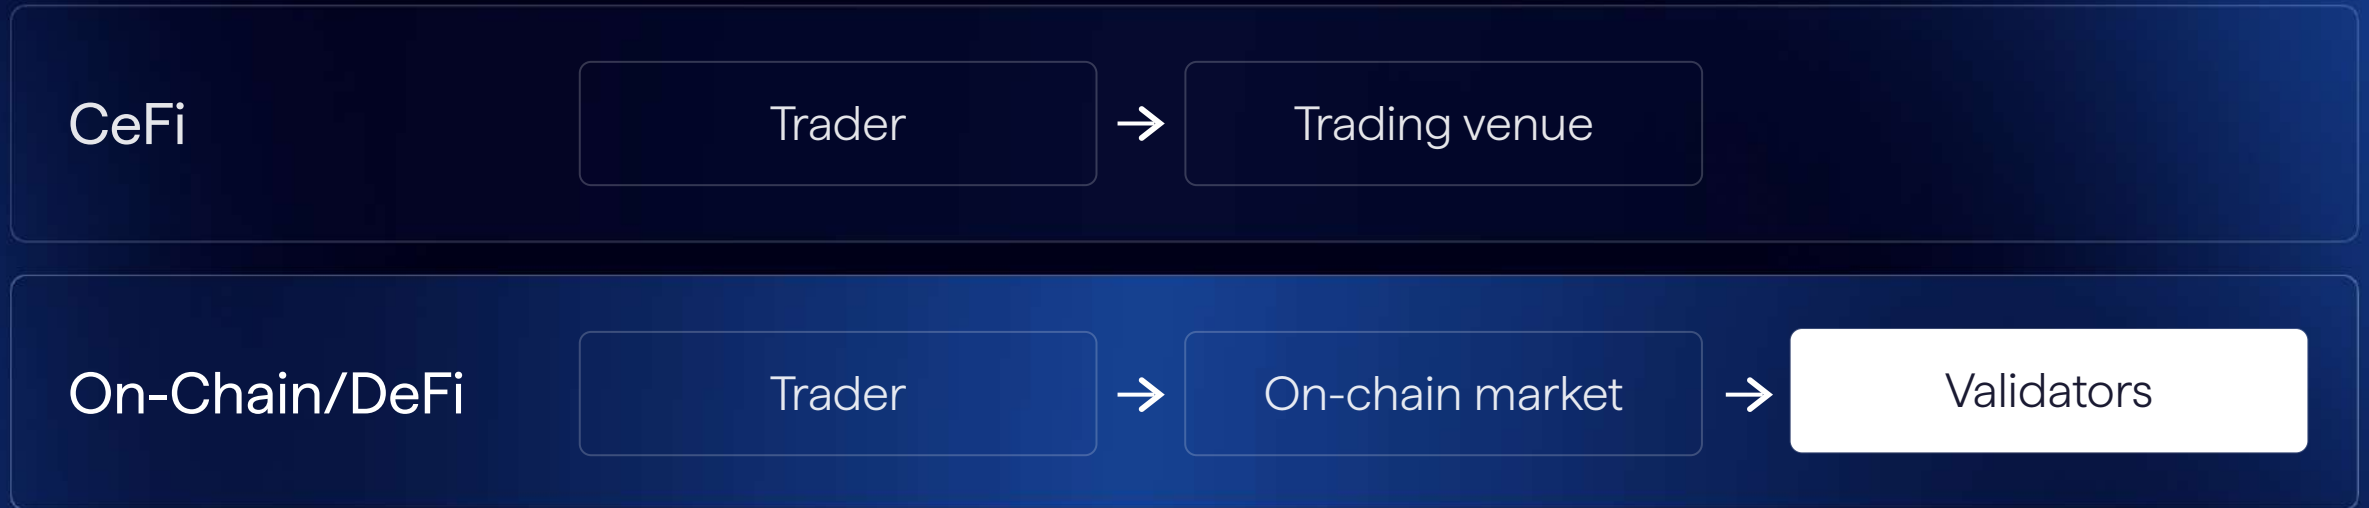 CeFi
Trader
Trading venue
On-Chain/DeFi
Trader
On-chain market
Validators